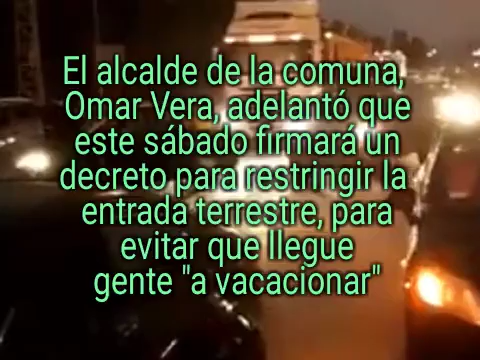 El alcalde de la comuna,
Omar Vera, adelantó que
este sábado firmará un
decreto para restringir la
entrada terrestre, para
evitar que llegue
gente "a vacacionar"